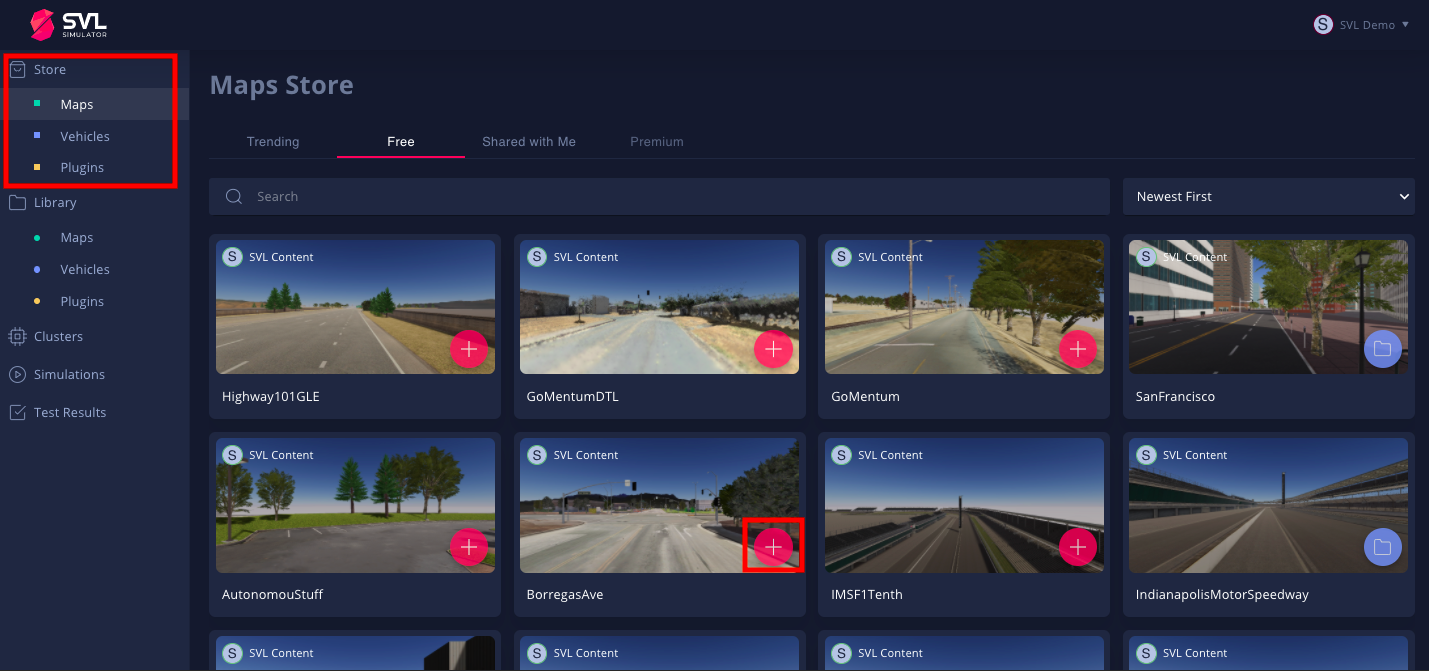 SVL
SIMULATOR
S SVL Demo
Store
Maps
Vehicles
Plugins
Library
Maps
Vehicles
Plugins
Clusters
Simulations
Test Results
Maps Store
Trending Free Shared with Me Premium
Search
Newest First
S SVL Content
Highway101GLE
S SVL Content
GoMentumDTL
S SVL Content
GoMentum
S SVL Content
SanFrancisco
S SVL Content
AutonomouStuff
S SVL Content
BorregasAve
S SVL Content
IMSF1Tenth
S SVL Content
IndianapolisMotorSpeedway
S SVL Content
S SVL Content
S SVL Content
S SVL Content